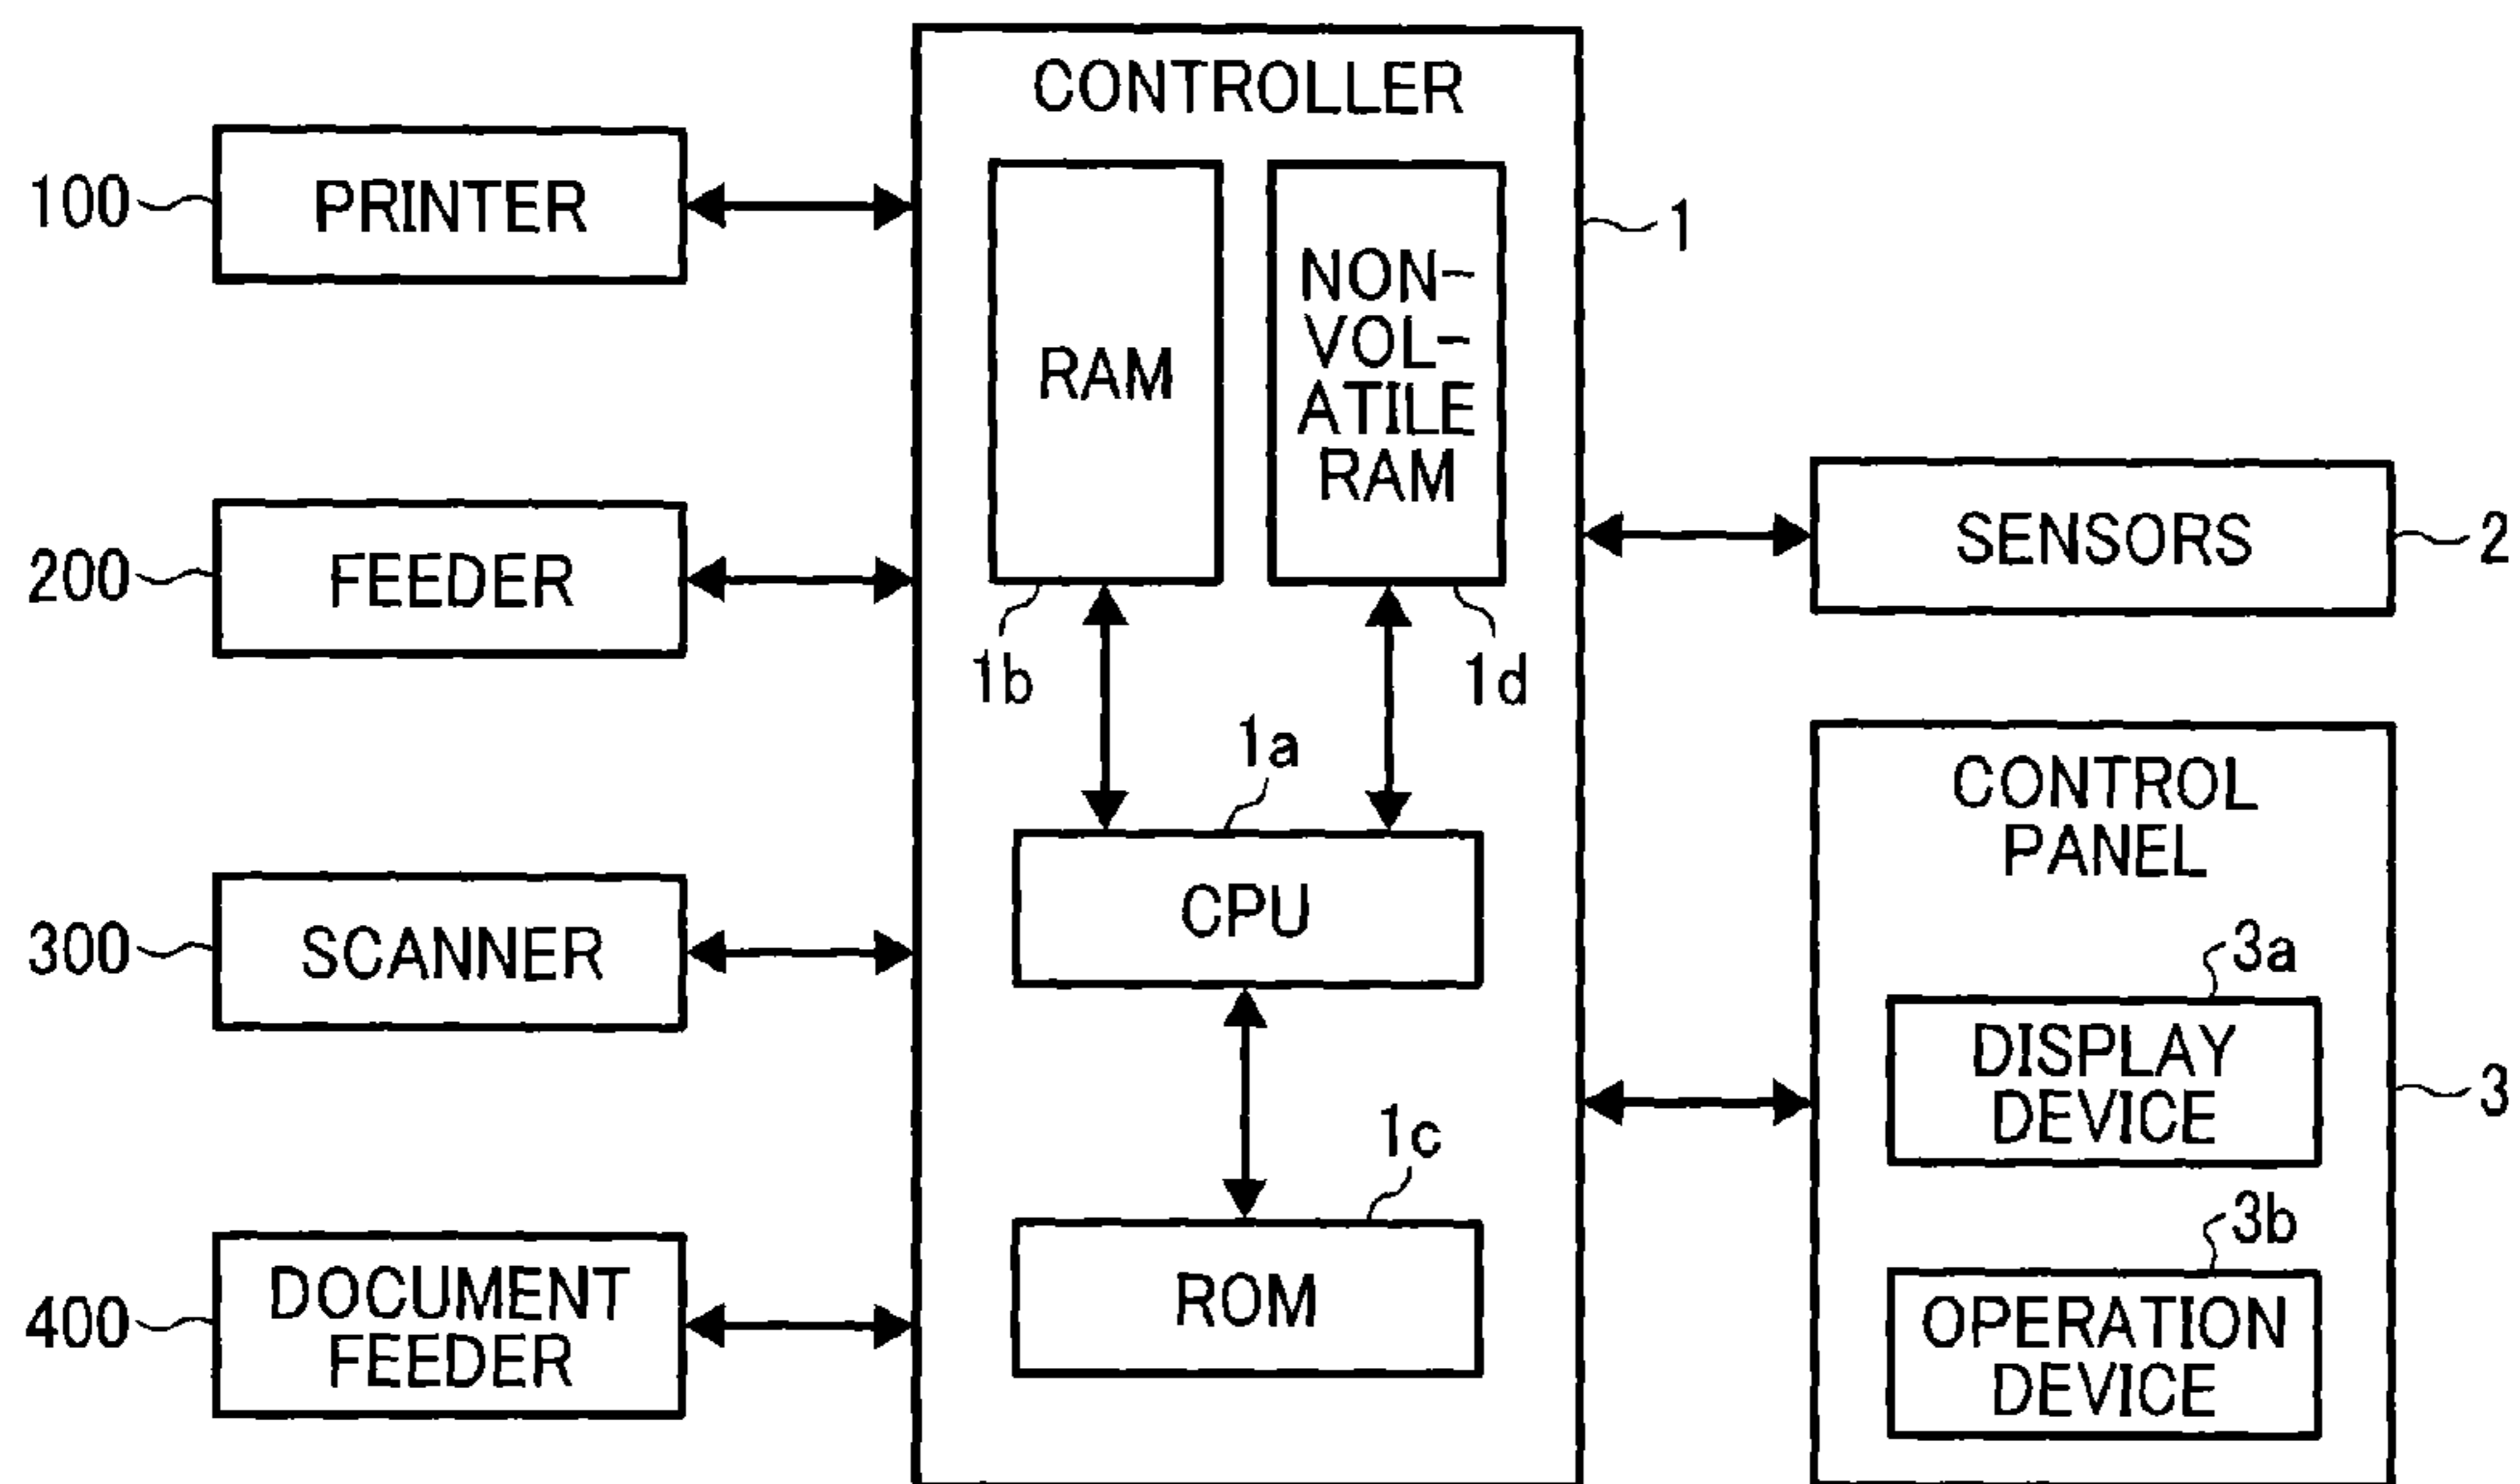 CONTROLLER
100
PRINTER
1
RAM
NON-
VOL-
ATILE
RAM
200
FEEDER
SENSORS
2
1b
1d
1a
CONTROL
PANEL
CPU
300
SCANNER
3a
DISPLAY
DEVICE
3
1c
3b
400
DOCUMENT
FEEDER
ROM
OPERATION
DEVICE